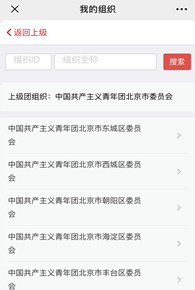 我的组织
返回上级
组织ID 组织全称 搜索
上级团组织：中国共产主义青年团北京市委员会
中国共产主义青年团北京市东城区委员
会
中国共产主义青年团北京市西城区委员
会
中国共产主义青年团北京市朝阳区委员
会
中国共产主义青年团北京市海淀区委员
会
中国共产主义青年团北京市丰台区委员
会